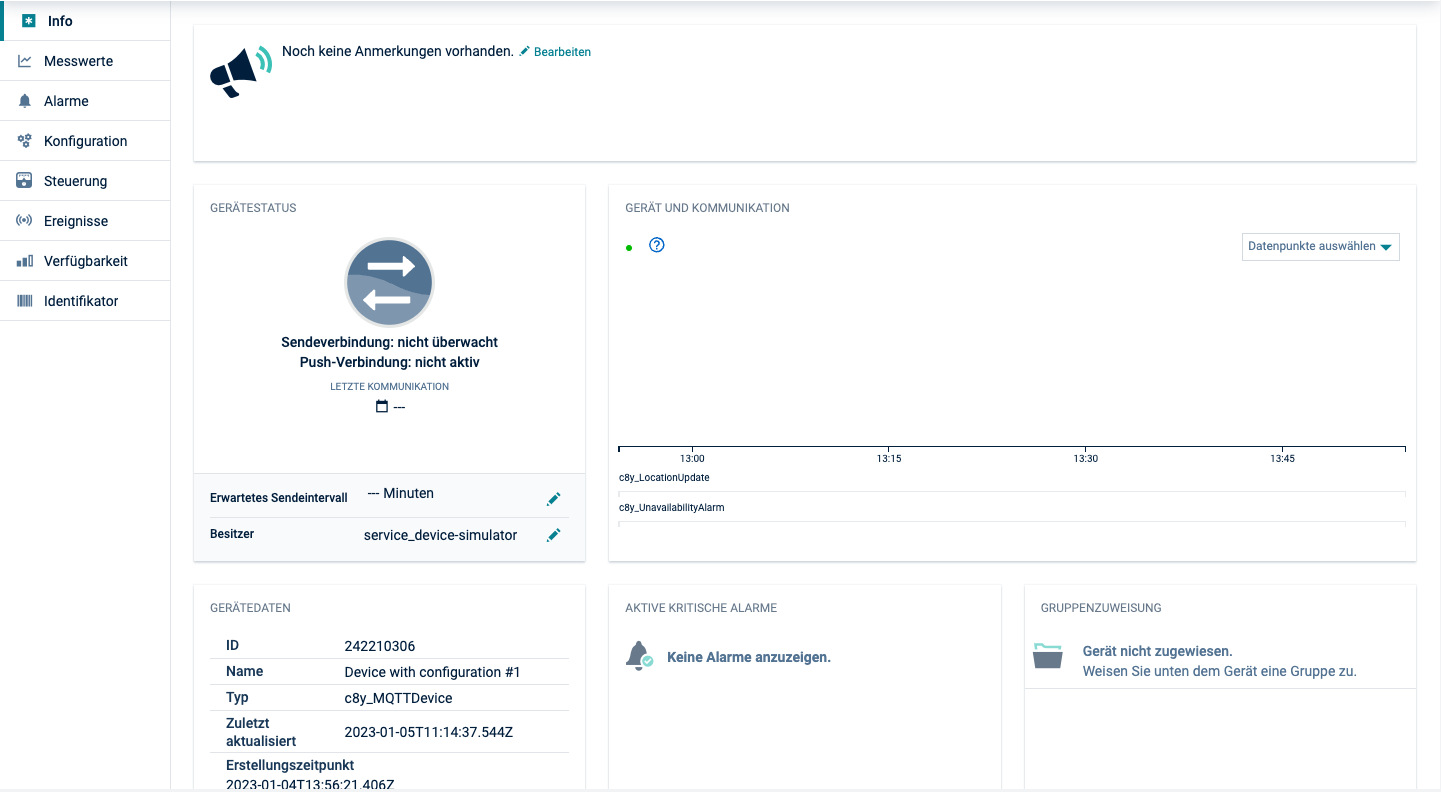 Info
Messwerte
Alarme
Konfiguration
Steuerung
Ereignisse
Verfügbarkeit
Identifikator
Noch keine Anmerkungen vorhanden. Bearbeiten
GERÄTESTATUS
Sendeverbindung: nicht überwacht
Push-Verbindung: nicht aktiv
LETZTE KOMMUNIKATION
---
Erwartetes Sendeintervall --- Minuten
Besitzer service_device-simulator
GERÄT UND KOMMUNIKATION
Datenpunkte auswählen
13:00 13:15 13:30 13:45
c8y_LocationUpdate
c8y_UnavailabilityAlarm
GERÄTEDATEN
ID 242210306
Name Device with configuration #1
Typ c8y_MQTTDevice
Zuletzt
aktualisiert 2023-01-05T11:14:37.544Z
Erstellungszeitpunkt
2023-01-04T13:56:21.406Z
AKTIVE KRITISCHE ALARME
Keine Alarme anzuzeigen.
GRUPPENZUWEISUNG
Gerät nicht zugewiesen.
Weisen Sie unten dem Gerät eine Gruppe zu.